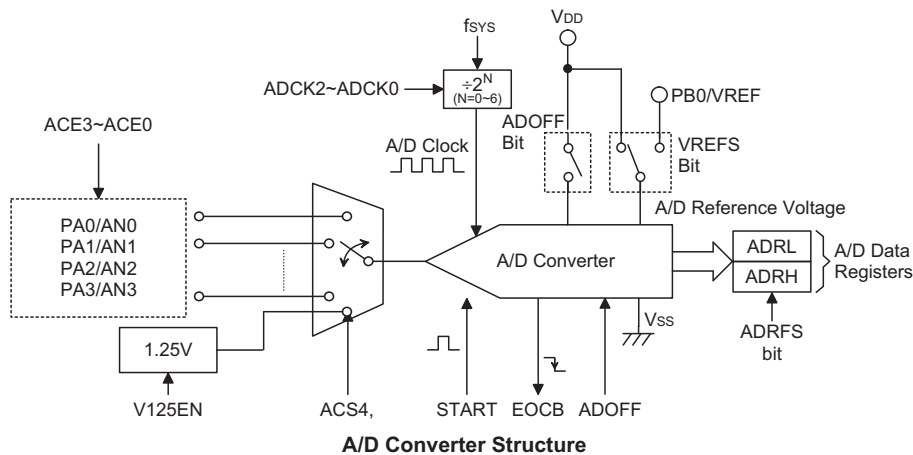 fSYS
VDD
ADCK2~ADCK0
÷2^N
(N=0~6)
PB0/VREF
ACE3~ACE0
ADOFF
Bit
VREFS
Bit
A/D Clock
A/D Reference Voltage
PA0/AN0
PA1/AN1
PA2/AN2
PA3/AN3
A/D Converter
ADRL
ADRH
A/D Data
Registers
VSS
ADRFS
bit
1.25V
V125EN
ACS4,
START
EOCB
ADOFF
A/D Converter Structure